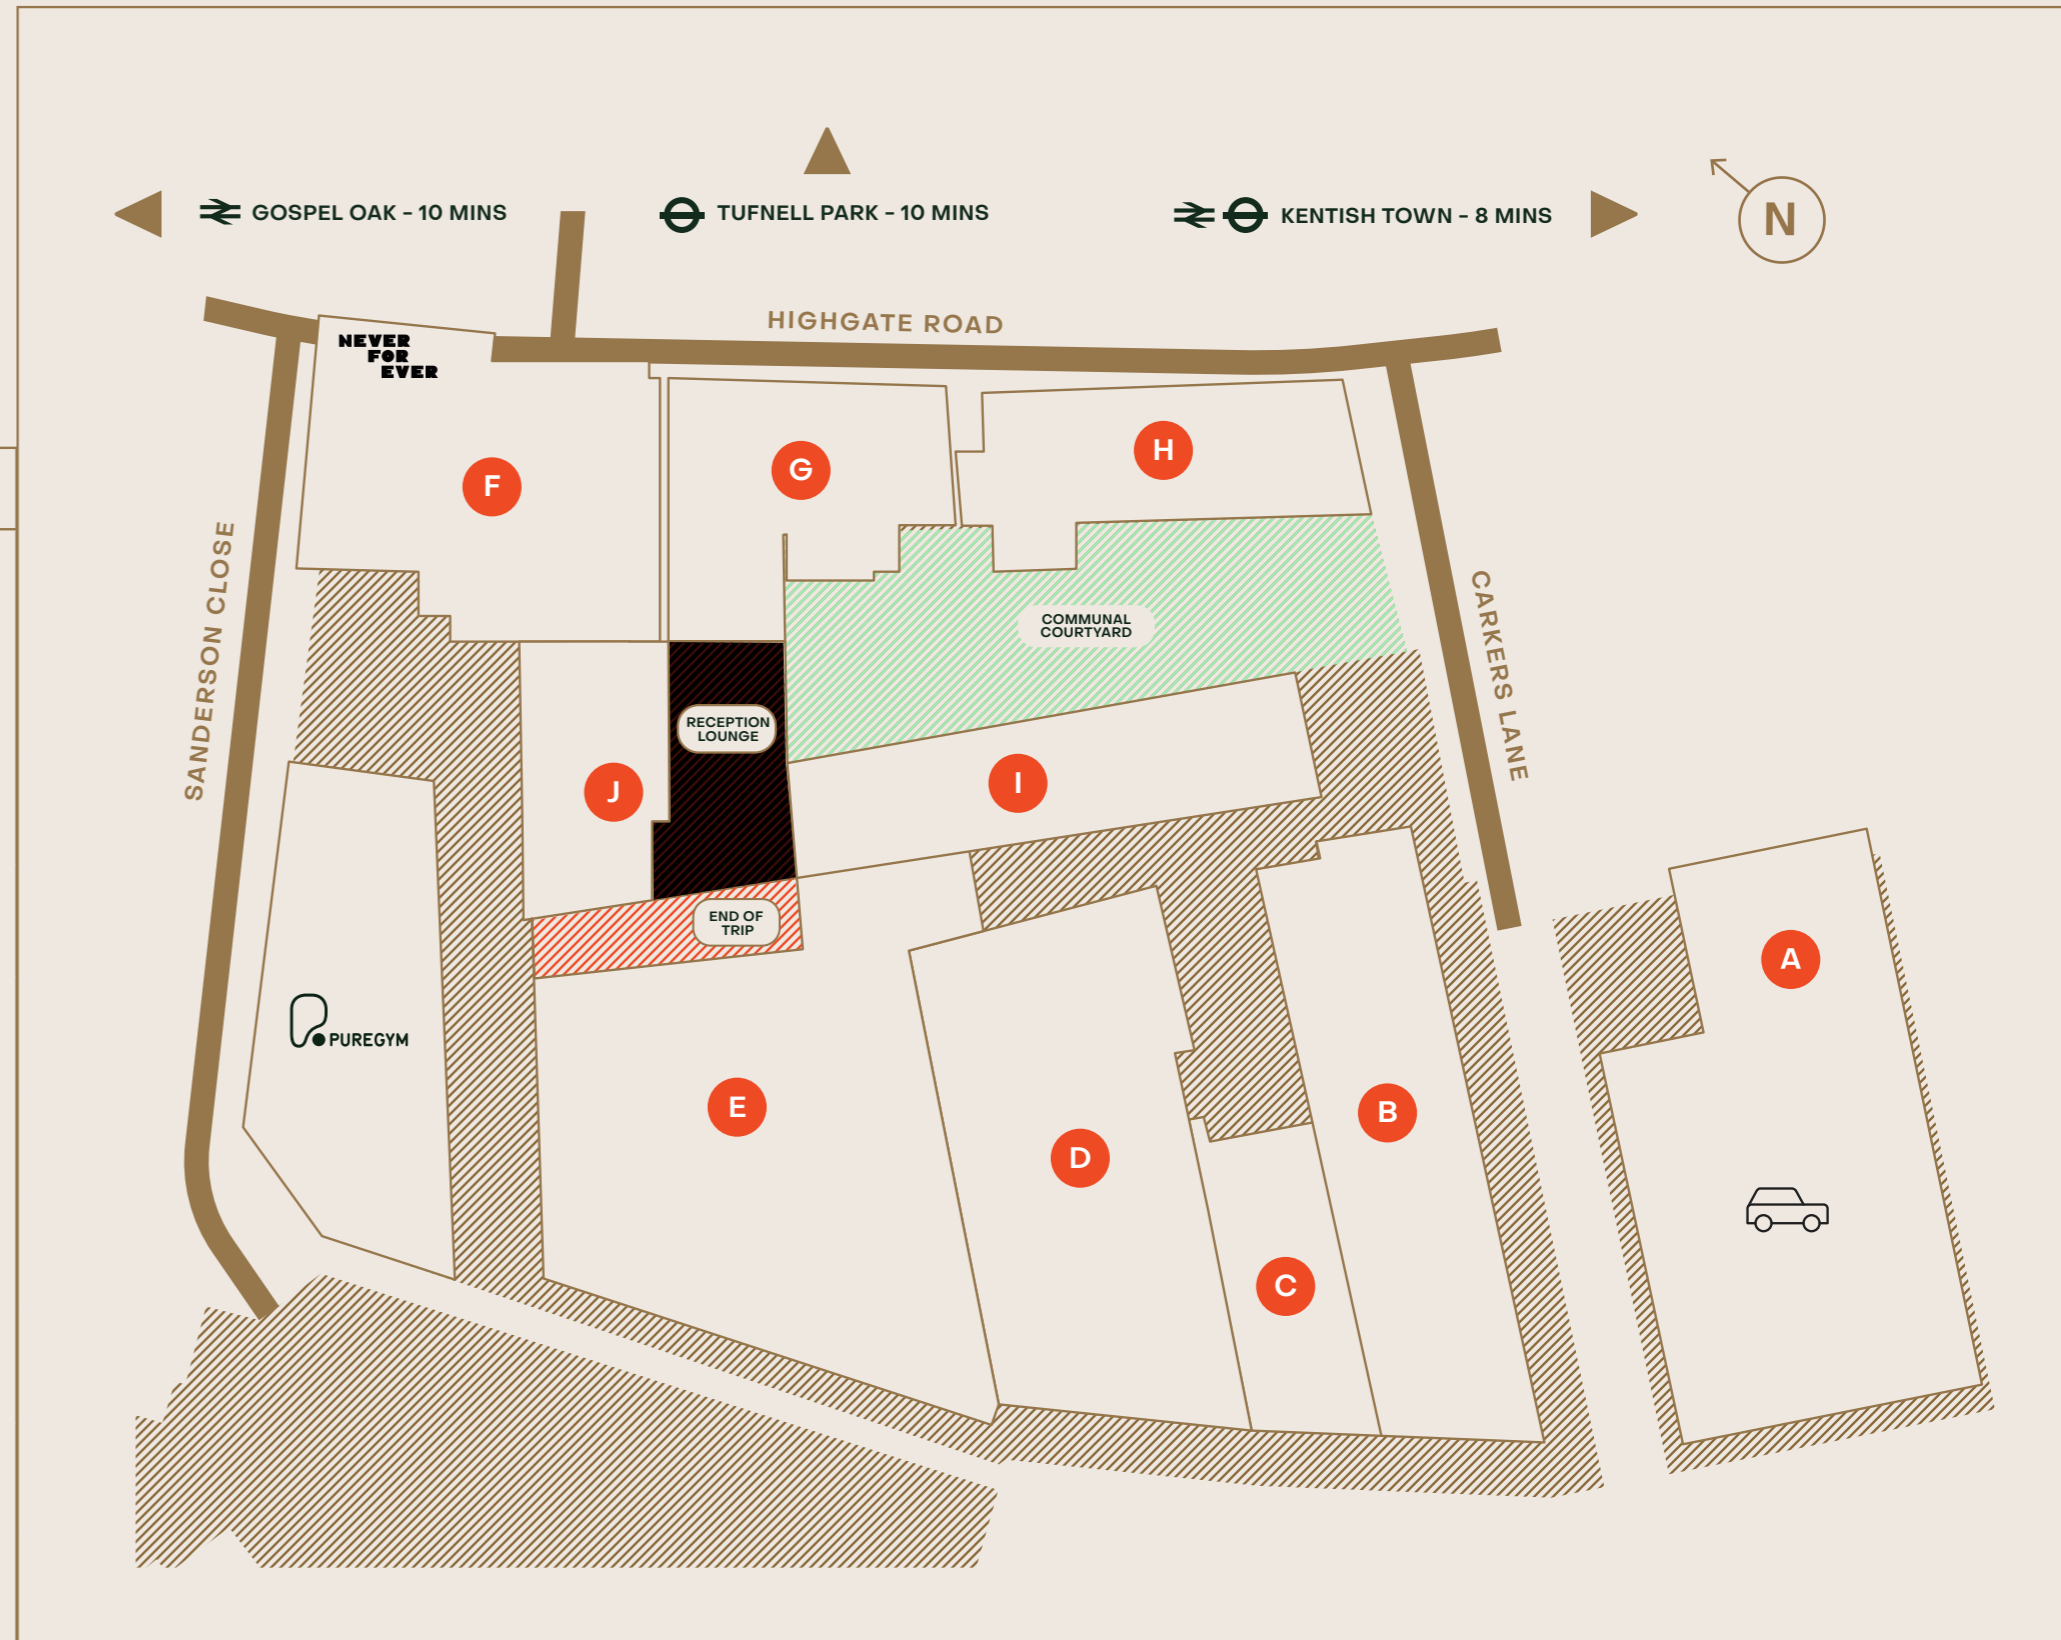 GOSPEL OAK - 10 MINS
TUFNELL PARK - 10 MINS
KENTISH TOWN - 8 MINS
N
HIGHGATE ROAD
NEVER
FOR
EVER
F
G
H
SANDERSON CLOSE
CARKERS LANE
COMMUNAL
COURTYARD
RECEPTION
LOUNGE
J
I
END OF
TRIP
A
PUREGYM
E
D
B
C